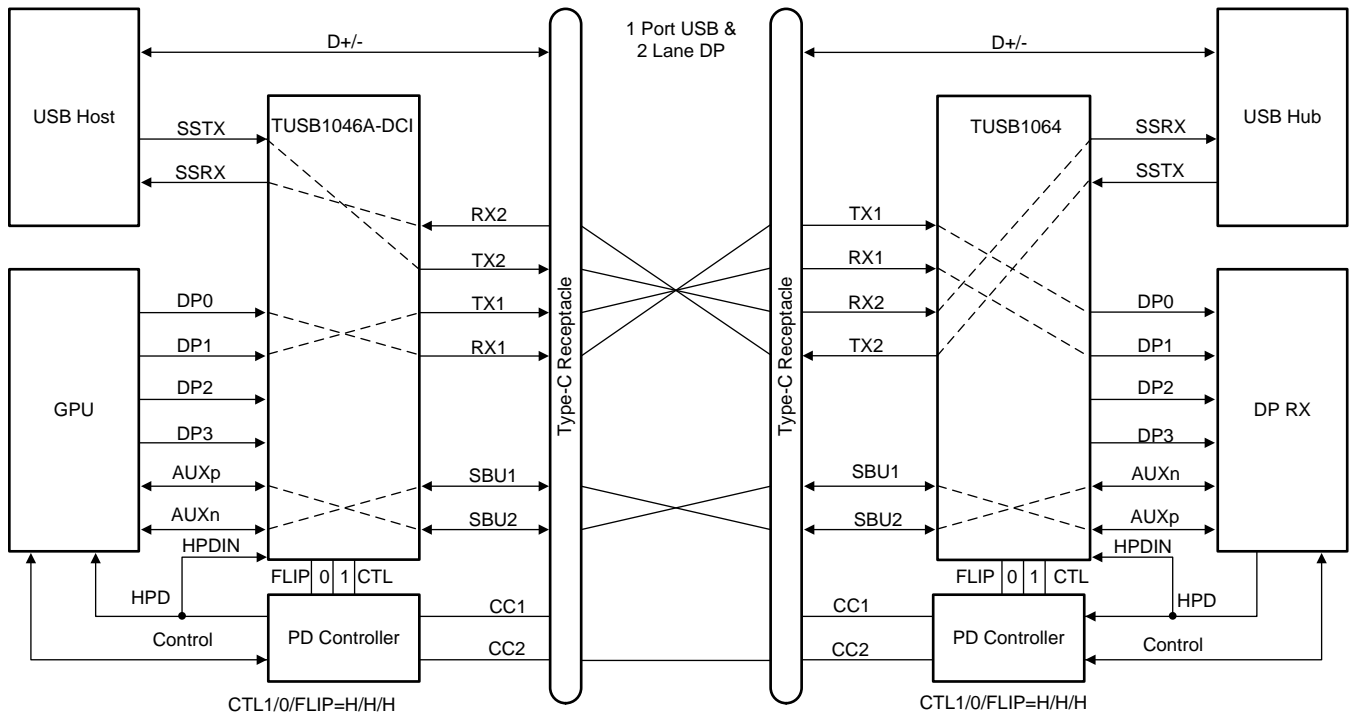 1 Port USB &
2 Lane DP
D+/-
D+/-
USB Host
TUSB1046A-DCI
TUSB1064
USB Hub
SSTX
SSRX
SSRX
SSTX
RX2
TX2
TX1
RX1
TX1
RX1
RX2
TX2
Type-C Receptacle
Type-C Receptacle
GPU
DP0
DP1
DP2
DP3
AUXp
AUXn
HPDIN
SBU1
SBU2
SBU1
SBU2
DP0
DP1
DP2
DP3
AUXn
AUXp
HPDIN
DP RX
FLIP 0 1 CTL
FLIP 0 1 CTL
HPD
Control
PD Controller
CC1
CC2
CC1
CC2
PD Controller
HPD
Control
CTL1/0/FLIP=H/H/H
CTL1/0/FLIP=H/H/H